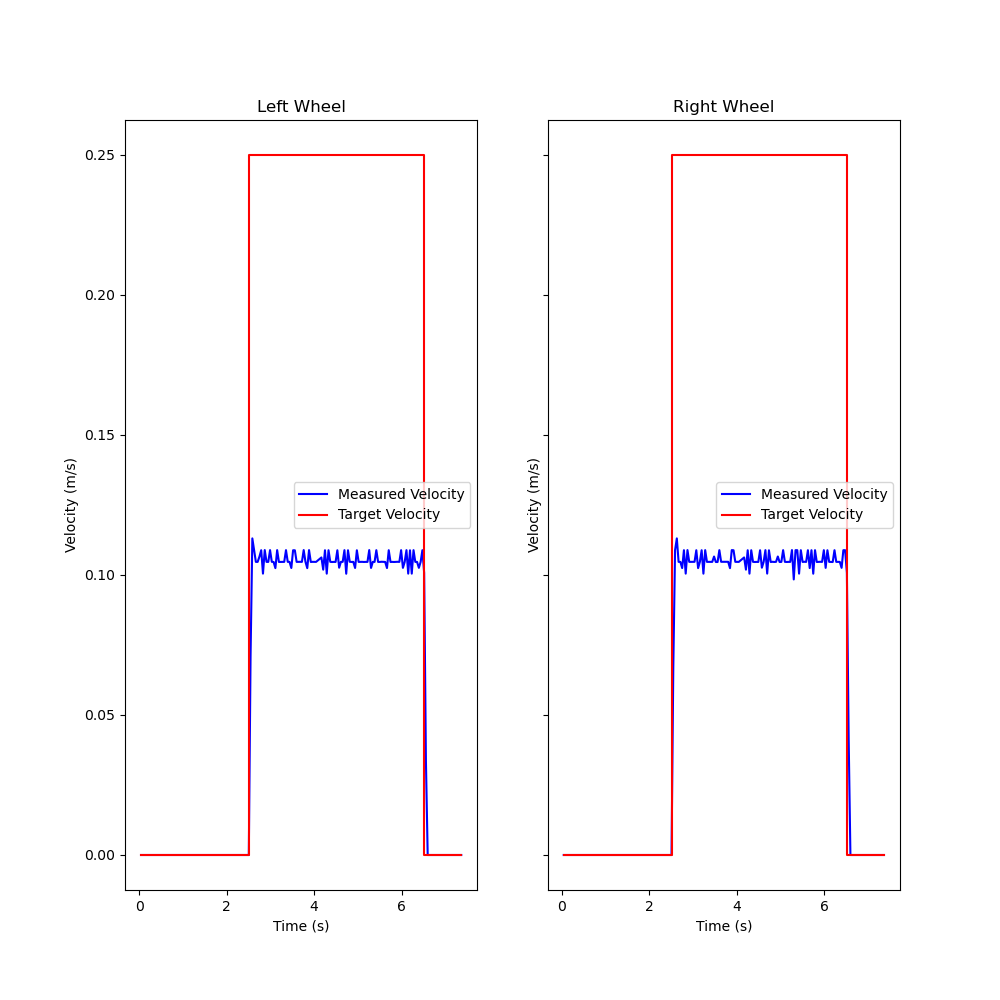 Left Wheel
0.25
0.20
0.15
0.10
0.05
0.00
Velocity (m/s)
Measured Velocity
Target Velocity
0 2 4 6
Time (s)
Right Wheel
Velocity (m/s)
Measured Velocity
Target Velocity
0 2 4 6
Time (s)